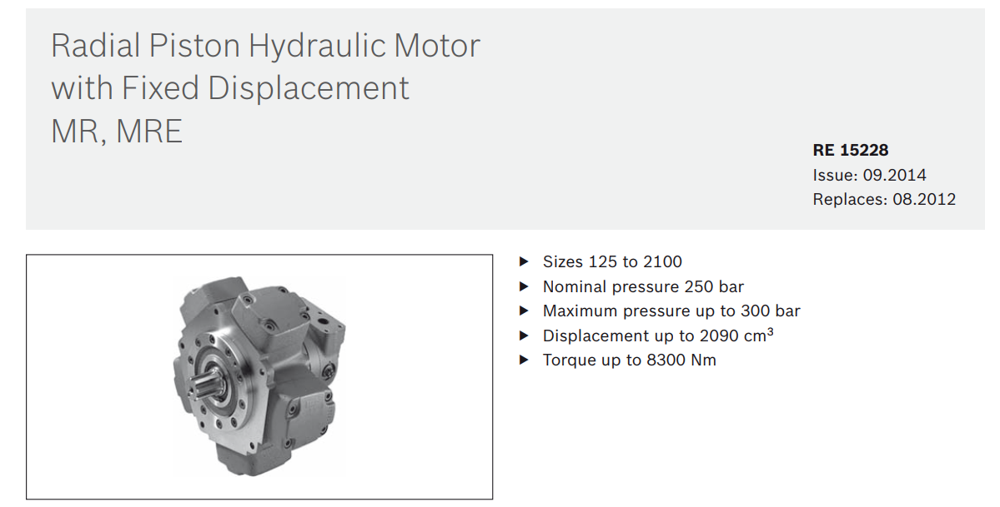 Radial Piston Hydraulic Motor
with Fixed Displacement
MR, MRE
RE 15228
Issue: 09.2014
Replaces: 08.2012
▶ Sizes 125 to 2100
▶ Nominal pressure 250 bar
▶ Maximum pressure up to 300 bar
▶ Displacement up to 2090 cm³
▶ Torque up to 8300 Nm